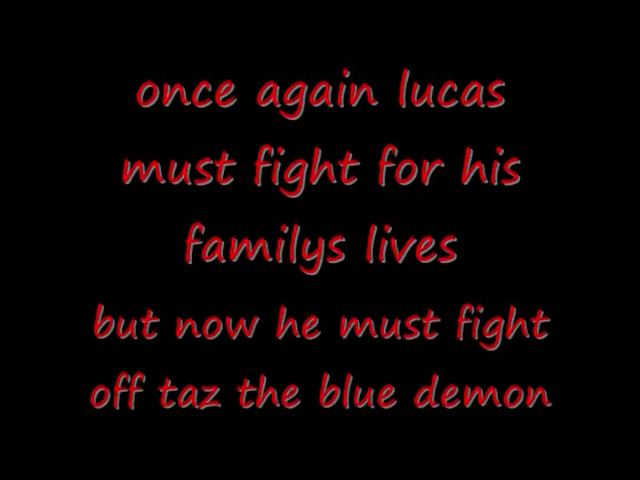 once again lucas
must fight for his
familys lives
but now he must fight
off taz the blue demon